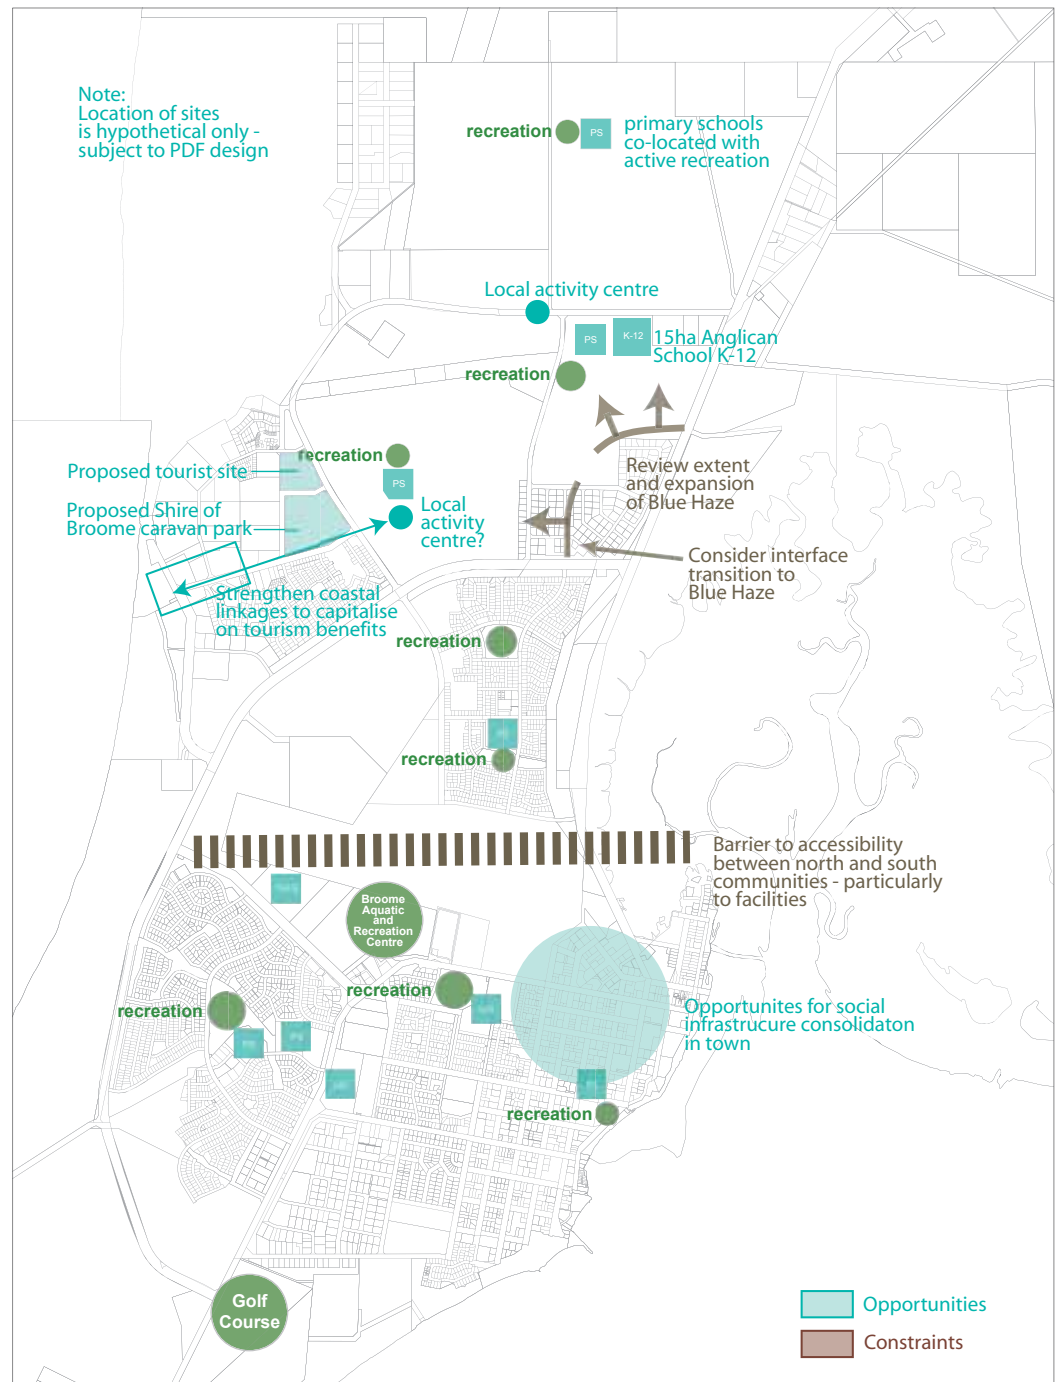 Note:
Location of sites
is hypothetical only -
subject to PDF design
recreation
PS
primary schools
co-located with
active recreation
Local activity centre
PS
K-12
15ha Anglican
School K-12
recreation
recreation
PS
Proposed tourist site
Proposed Shire of
Broome caravan park
Local
activity
centre?
Review extent
and expansion
of Blue Haze
Consider interface
transition to
Blue Haze
Strengthen coastal
linkages to capitalise
on tourism benefits
recreation
recreation
Barrier to accessibility
between north and south
communities - particularly
to facilities
Broome
Aquatic
and
Recreation
Centre
recreation
recreation
Opportunites for social
infrastrucure consolidaton
in town
recreation
Golf
Course
Opportunities
Constraints